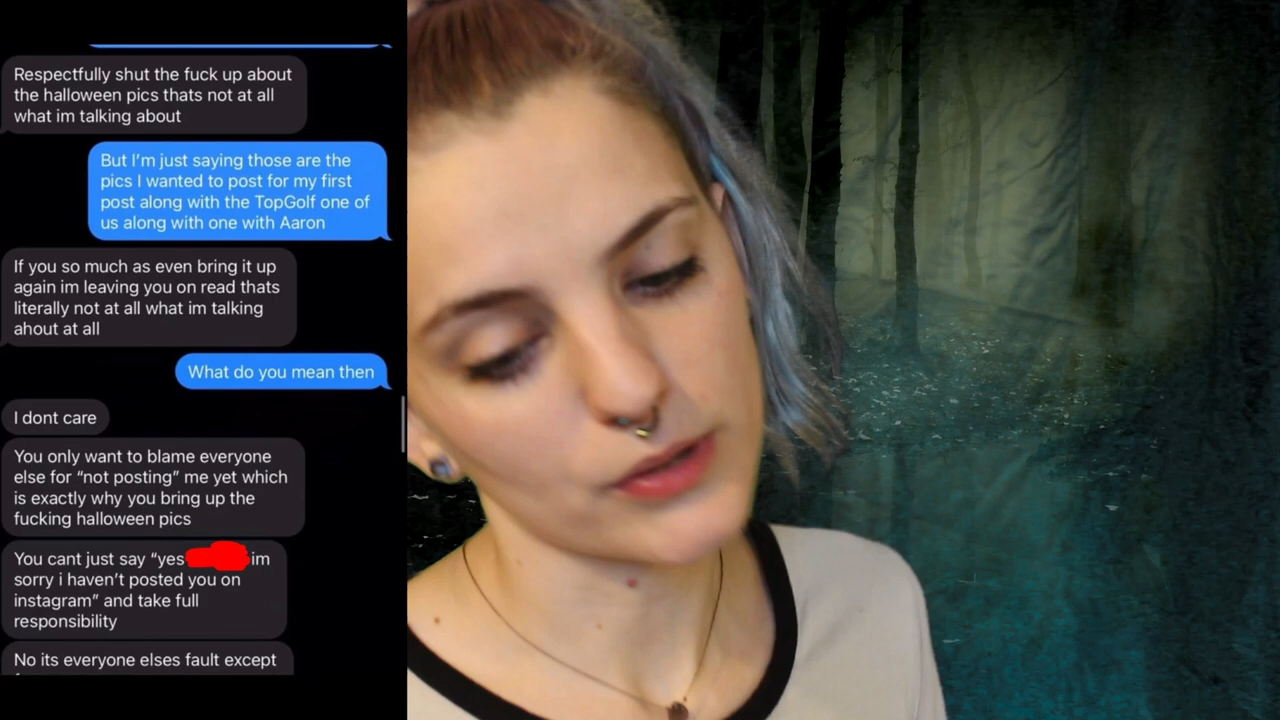 Respectfully shut the fuck up about
the halloween pics thats not at all
what im talking about
But I'm just saying those are the
pics I wanted to post for my first
post along with the TopGolf one of
us along with one with Aaron
If you so much as even bring it up
again im leaving you on read thats
literally not at all what im talking
ahout at all
What do you mean then
I dont care
You only want to blame everyone
else for “not posting” me yet which
is exactly why you bring up the
fucking halloween pics
You cant just say “yes im
sorry i haven't posted you on
instagram” and take full
responsibility
No its everyone elses fault except